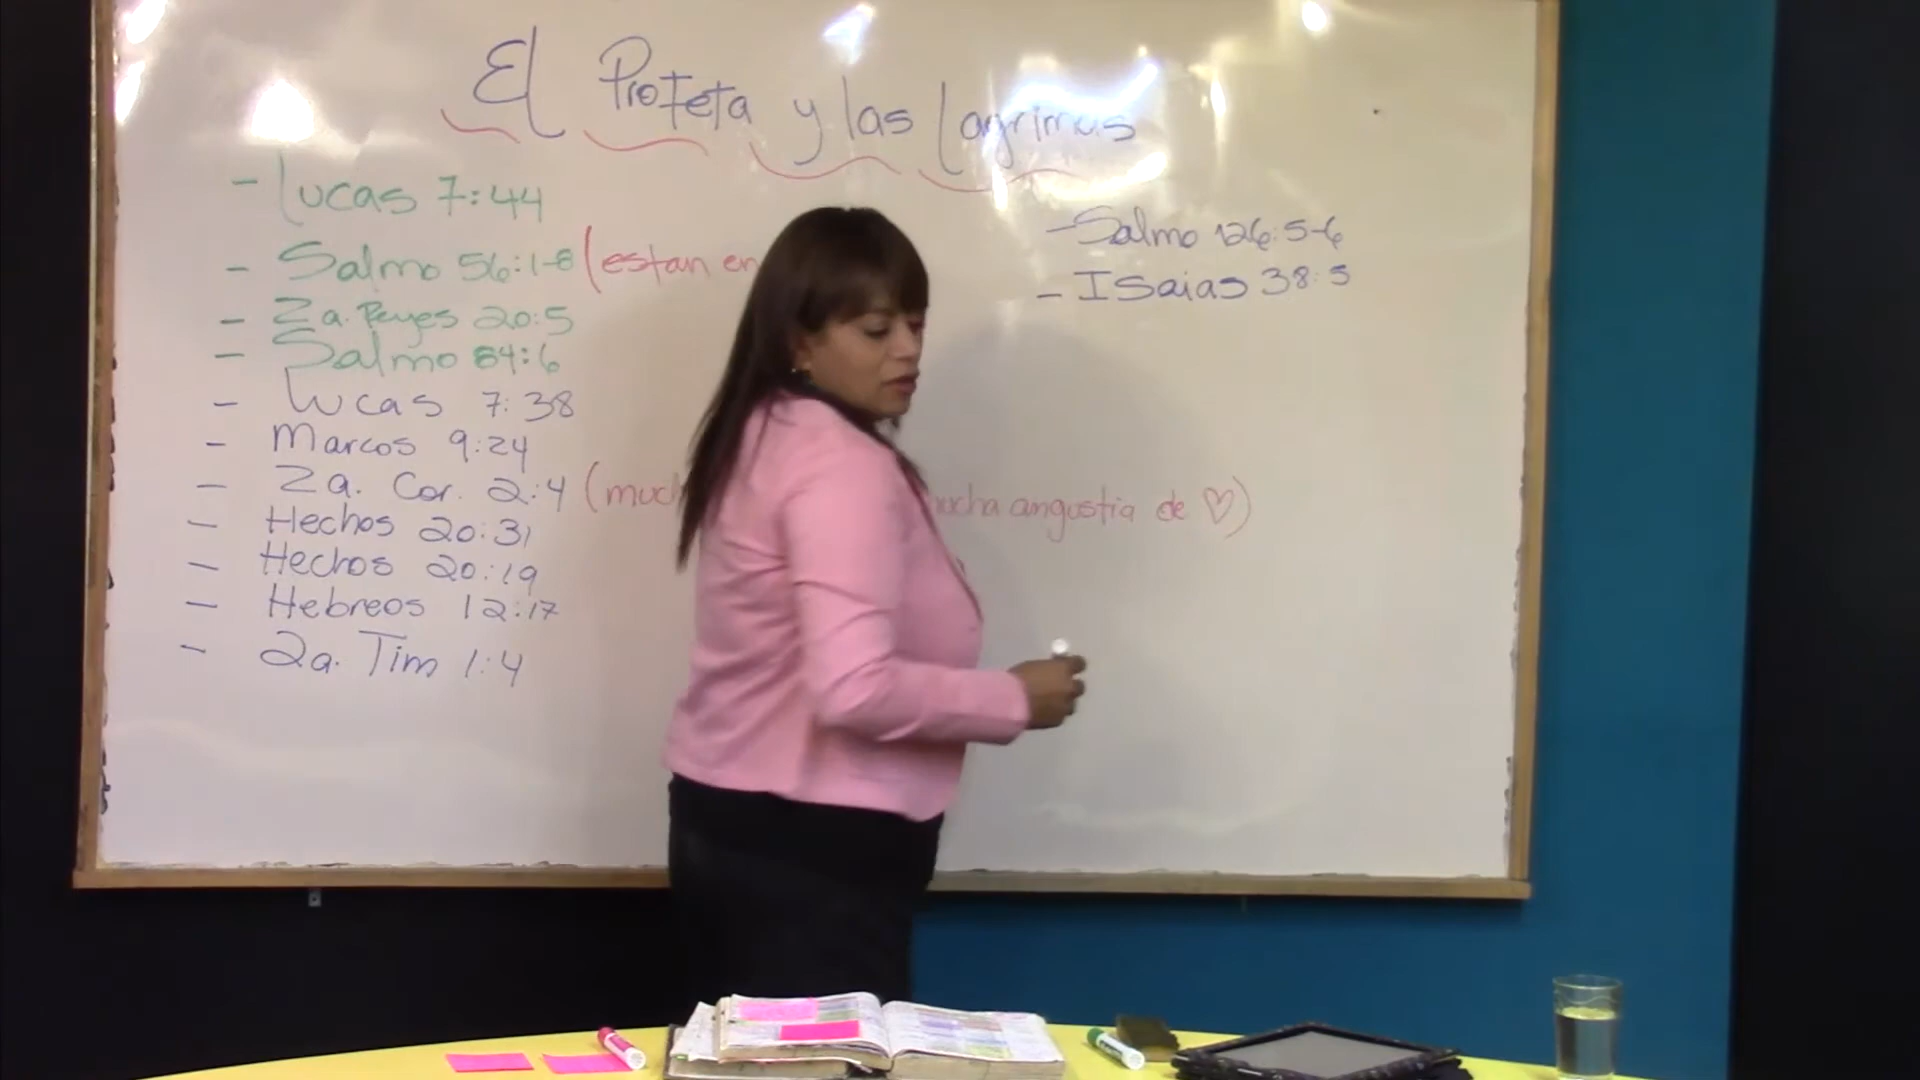 El Profeta y las Lagrimas
- Lucas 7:44
- Salmo 56:1-8 (estan en
- 2a. Reyes 20:5
- Salmo 84:6
- Lucas 7:38
- Marcos 9:24
- 2a. Cor. 2:4 (muc ucha angustia de ♡)
- Hechos 20:31
- Hechos 20:19
- Hebreos 12:17
- 2a. Tim 1:4
- Salmo 126:5-6
- ISaias 38:5